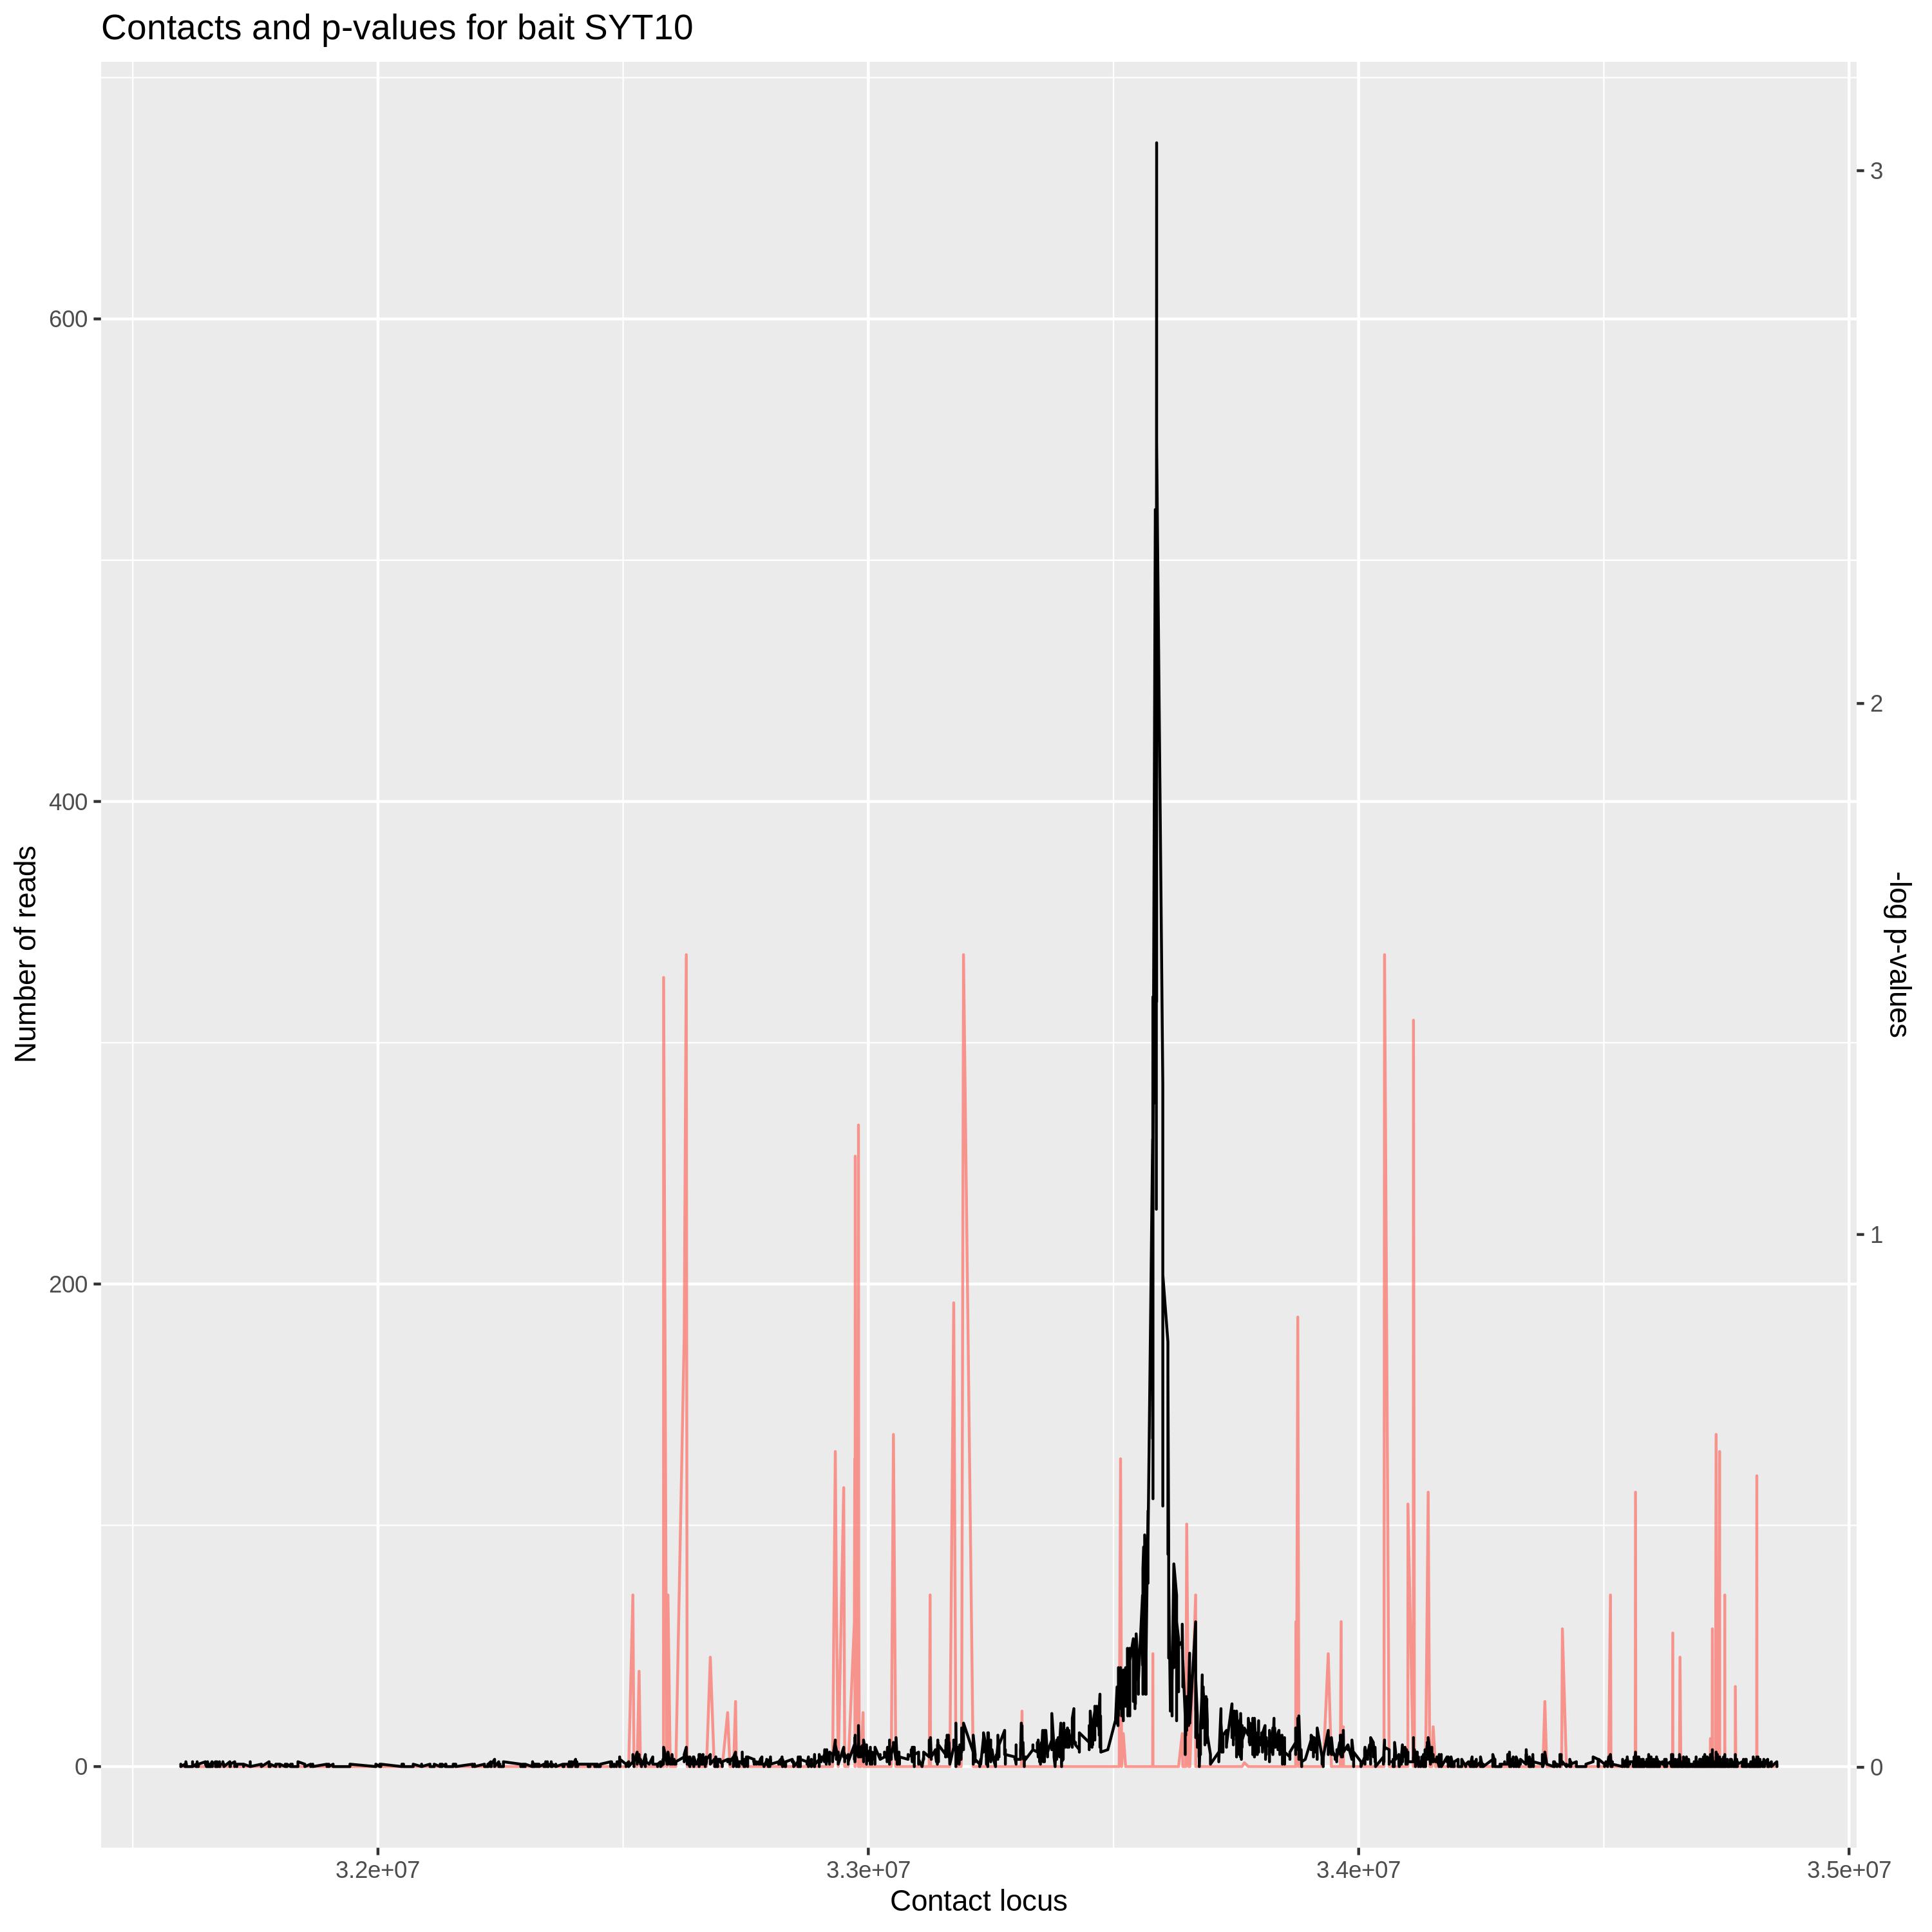 Contacts and p-values for bait SYT10
600
400
200
0
Number of reads
3
2
1
0
-log p-values
3.2e+07
3.3e+07
3.4e+07
3.5e+07
Contact locus